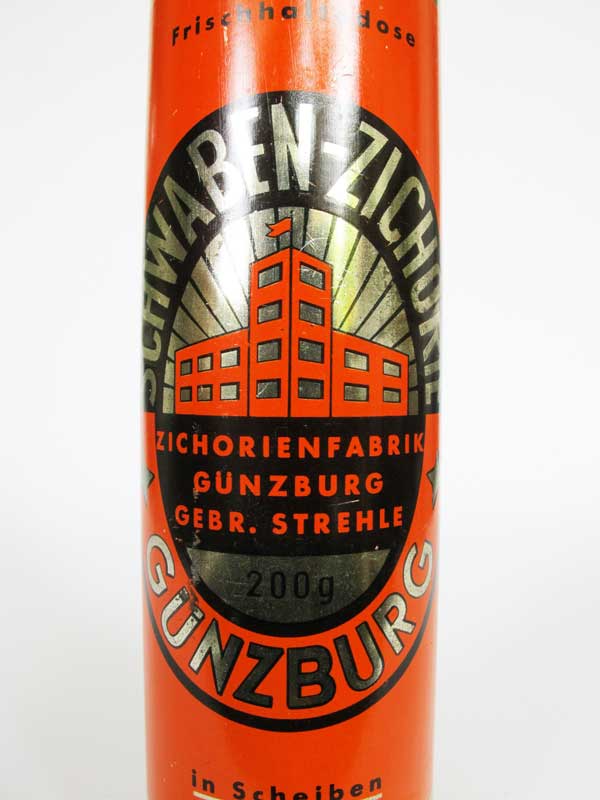 Frischhaltedose
SCHWABEN-ZICHORIE
ZICHORIENFABRIK
GÜNZBURG
GEBR. STREHLE
200g
GÜNZBURG
in Scheiben